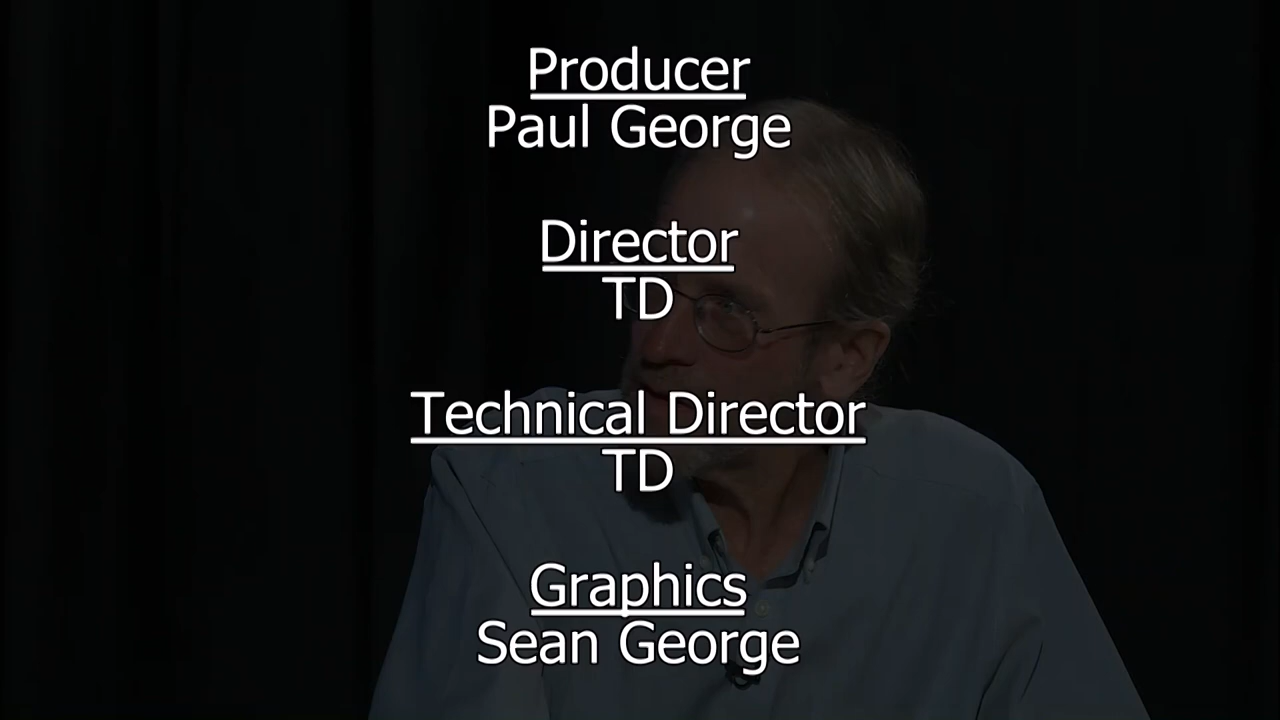 Producer
Paul George
Director
TD
Technical Director
TD
Graphics
Sean George